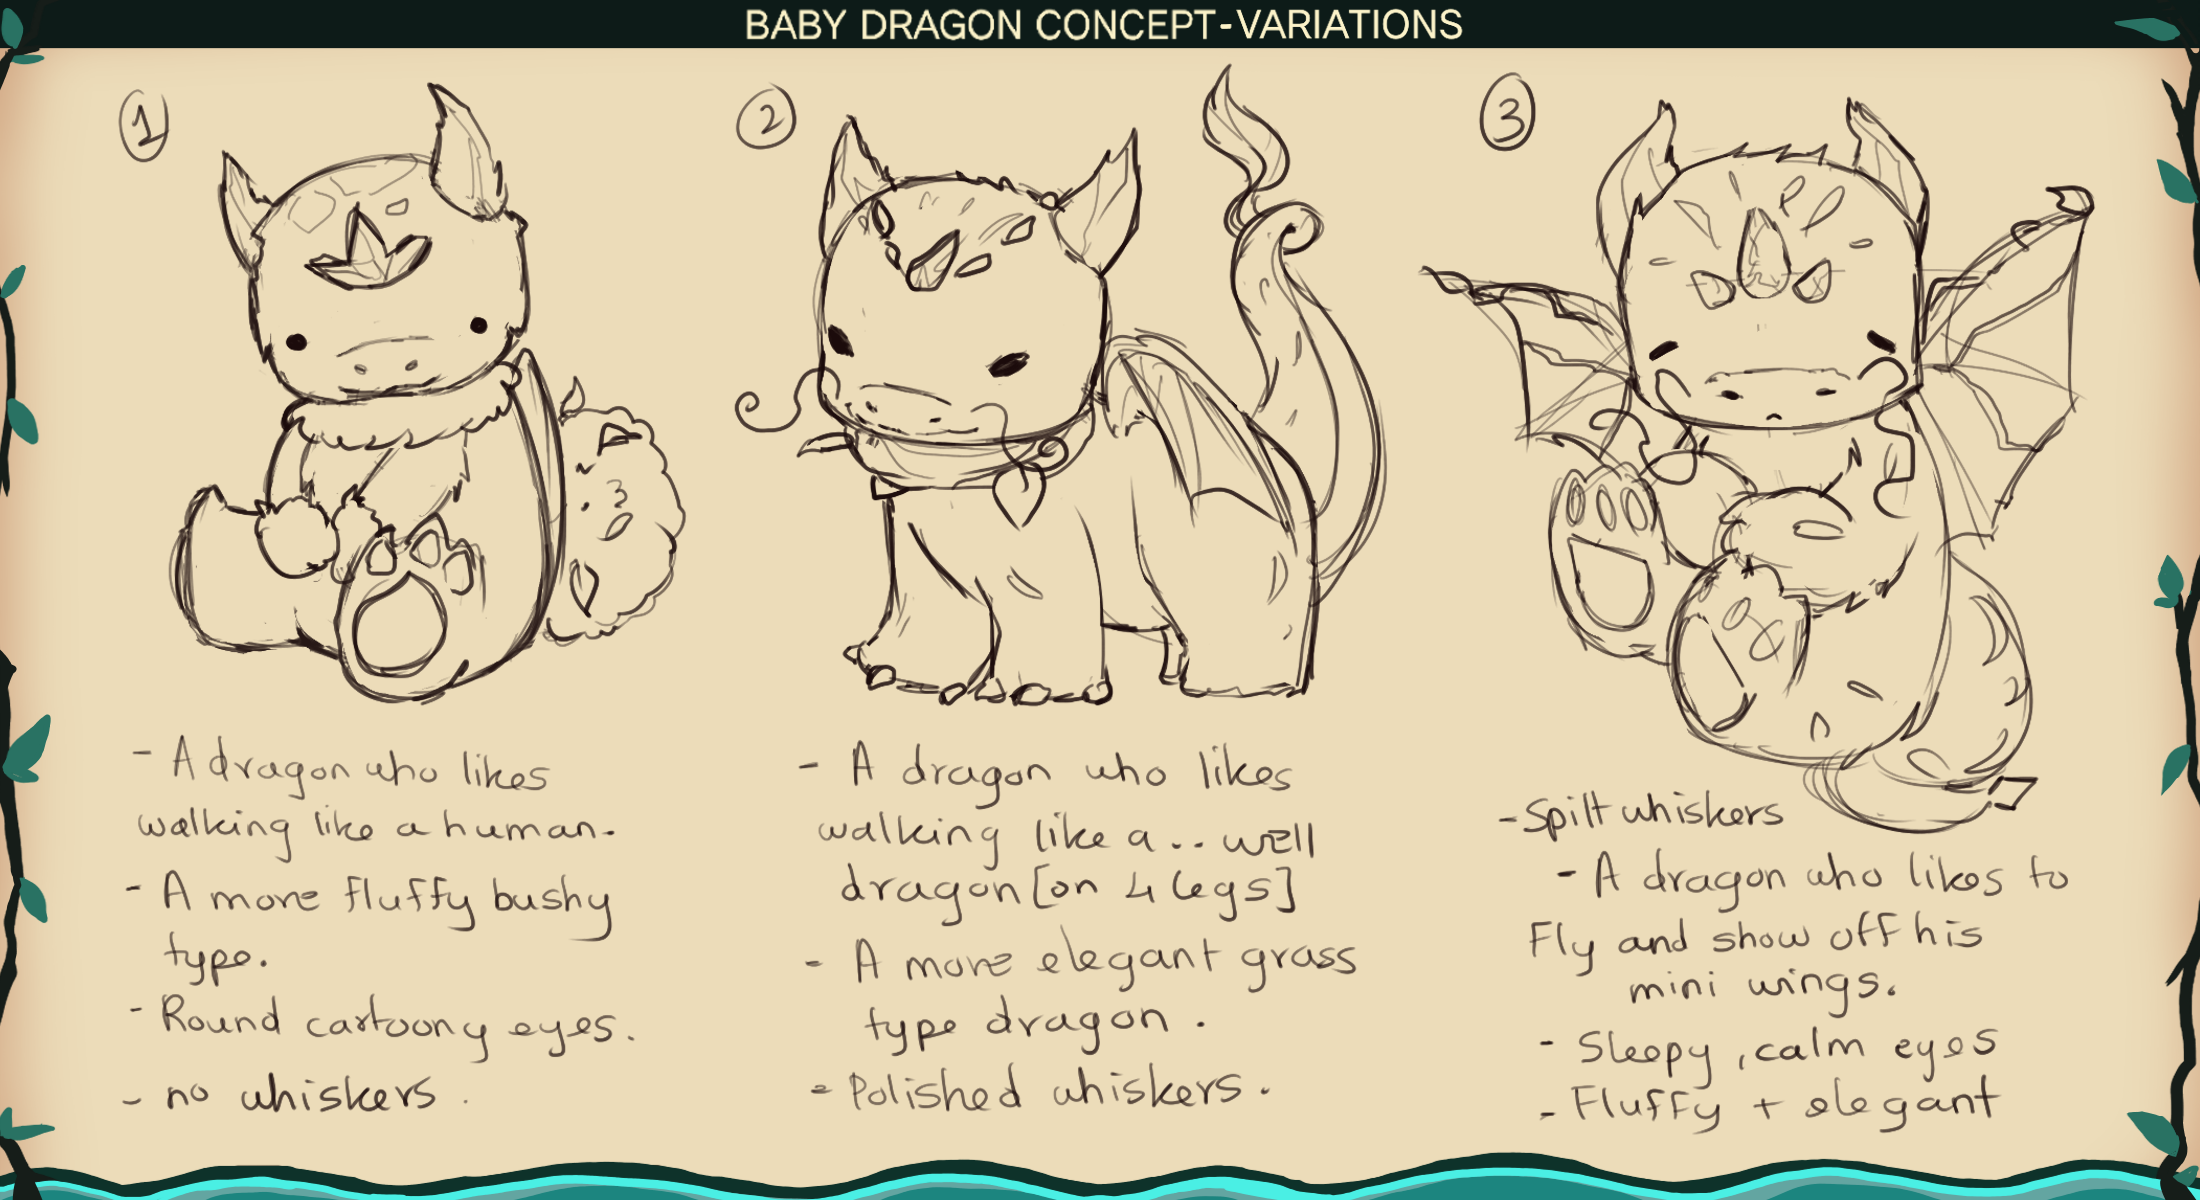 BABY DRAGON CONCEPT-VARIATIONS
1
- A dragon who likes
walking like a human.
- A more fluffy bushy
type.
- Round cartoony eyes.
- no whiskers.
2
- A dragon who likes
walking like a.. well
dragon [on 4 legs]
- A more elegant grass
type dragon.
- Polished whiskers.
3
- Spilt whiskers
- A dragon who likes to
Fly and show off his
mini wings.
- Sleepy, calm eyes
- Fluffy + elegant